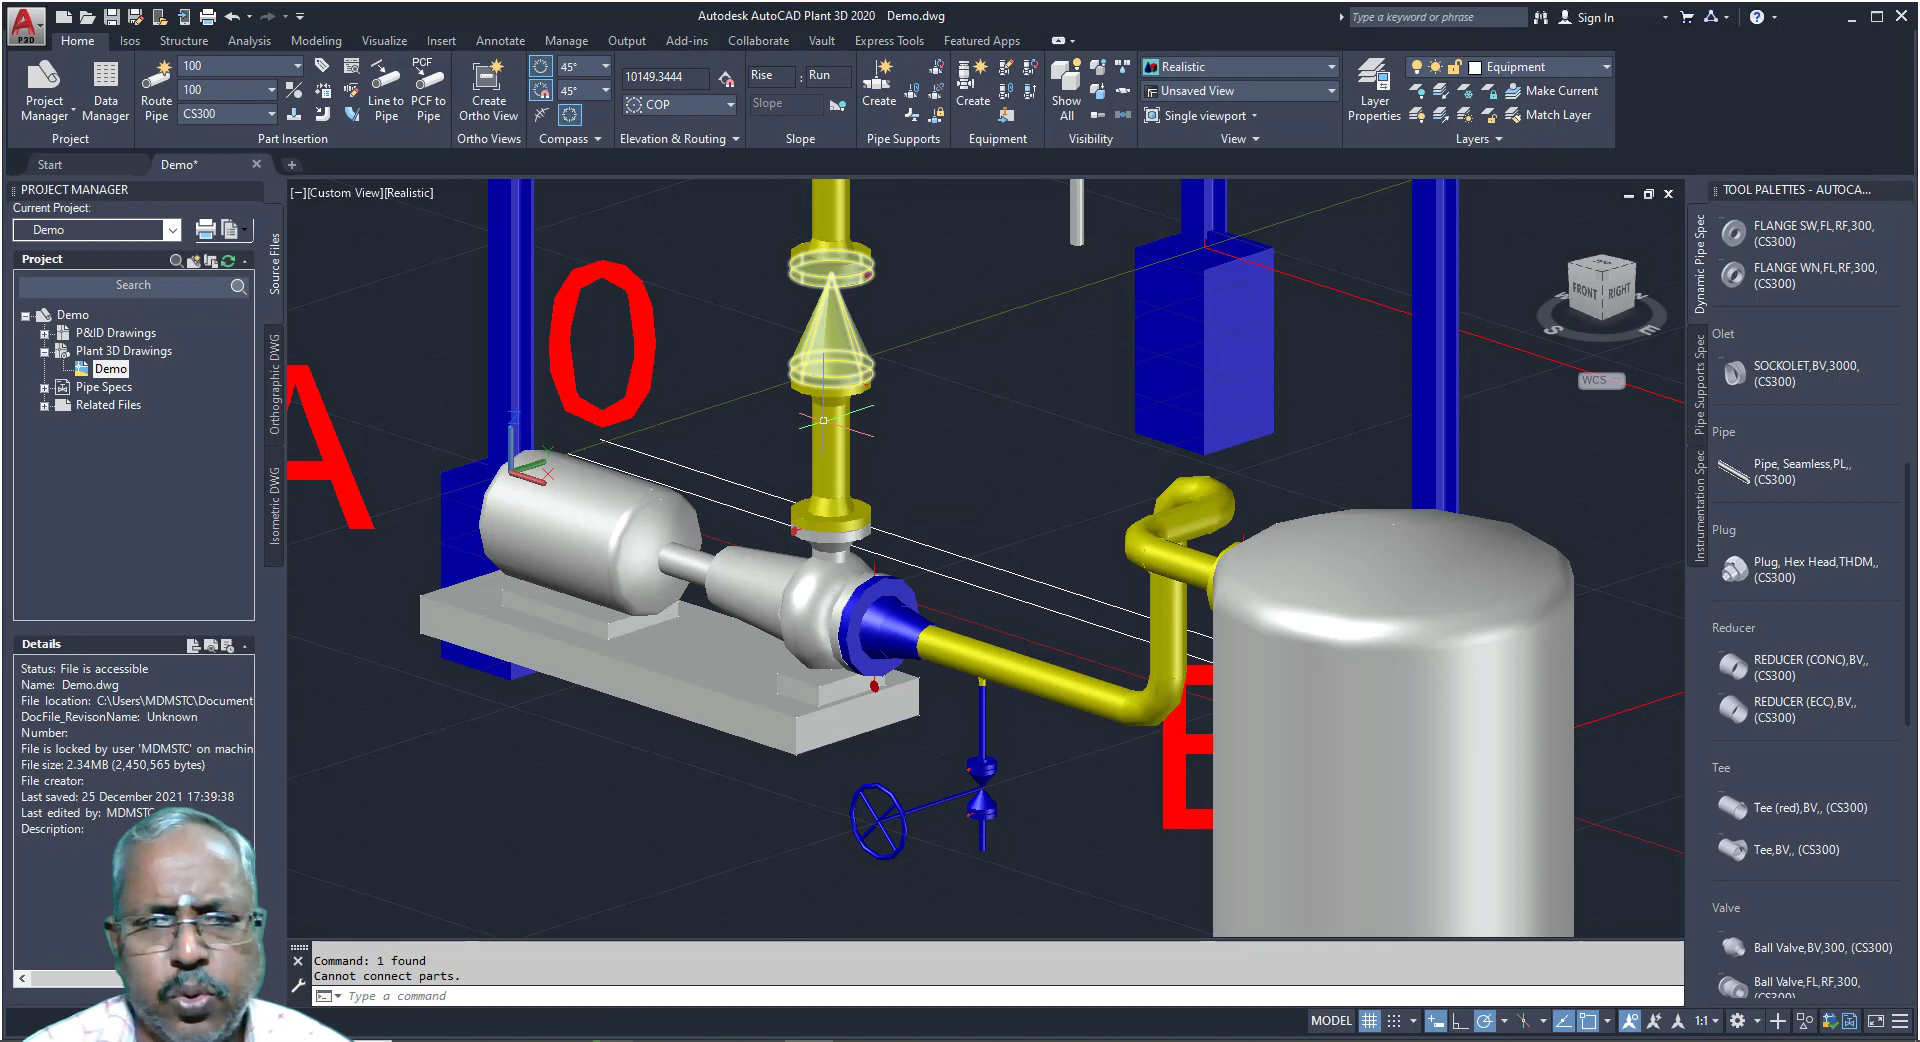 Autodesk AutoCAD Plant 3D 2020 Demo.dwg
Type a keyword or phrase
Sign In
P3D
Home Isos Structure Analysis Modeling Visualize Insert Annotate Manage Output Add-ins Collaborate Vault Express Tools Featured Apps
Project Manager
Data Manager
Project
Route Pipe
100
100
CS300
Line to Pipe
PCF to Pipe
PCF
Part Insertion
Create Ortho View
Ortho Views
45°
45°
Compass
10149.3444
COP
Elevation & Routing
Rise : Run
Slope
Slope
Create
Pipe Supports
Create
Equipment
Show All
Visibility
Realistic
Unsaved View
Single viewport
View
Layer Properties
Equipment
Make Current
Match Layer
Layers
Start
Demo*
PROJECT MANAGER
Current Project:
Demo
Project
Search
Demo
P&ID Drawings
Plant 3D Drawings
Demo
Pipe Specs
Related Files
Source Files
Orthographic DWG
Isometric DWG
Details
Status: File is accessible
Name: Demo.dwg
File location: C:\Users\MDMSTC\Document
DocFile_RevisonName: Unknown
Number:
File is locked by user 'MDMSTC' on machin
File size: 2.34MB (2,450,565 bytes)
File creator:
Last saved: 25 December 2021 17:39:38
Last edited by: MDMSTC
Description:
[−][Custom View][Realistic]
A
0
E
Z
Y
X
FRONT
RIGHT
S
E
WCS
TOOL PALETTES - AUTOCA...
Dynamic Pipe Spec
Pipe Supports Spec
Instrumentation Spec
FLANGE SW,FL,RF,300, (CS300)
FLANGE WN,FL,RF,300, (CS300)
Olet
SOCKOLET,BV,3000, (CS300)
Pipe
Pipe, Seamless,PL,, (CS300)
Plug
Plug, Hex Head,THDM,, (CS300)
Reducer
REDUCER (CONC),BV,, (CS300)
REDUCER (ECC),BV,, (CS300)
Tee
Tee (red),BV,, (CS300)
Tee,BV,, (CS300)
Valve
Ball Valve,BV,300, (CS300)
Ball Valve,FL,RF,300, (CS300)
Command: 1 found
Cannot connect parts.
Type a command
MODEL
1:1